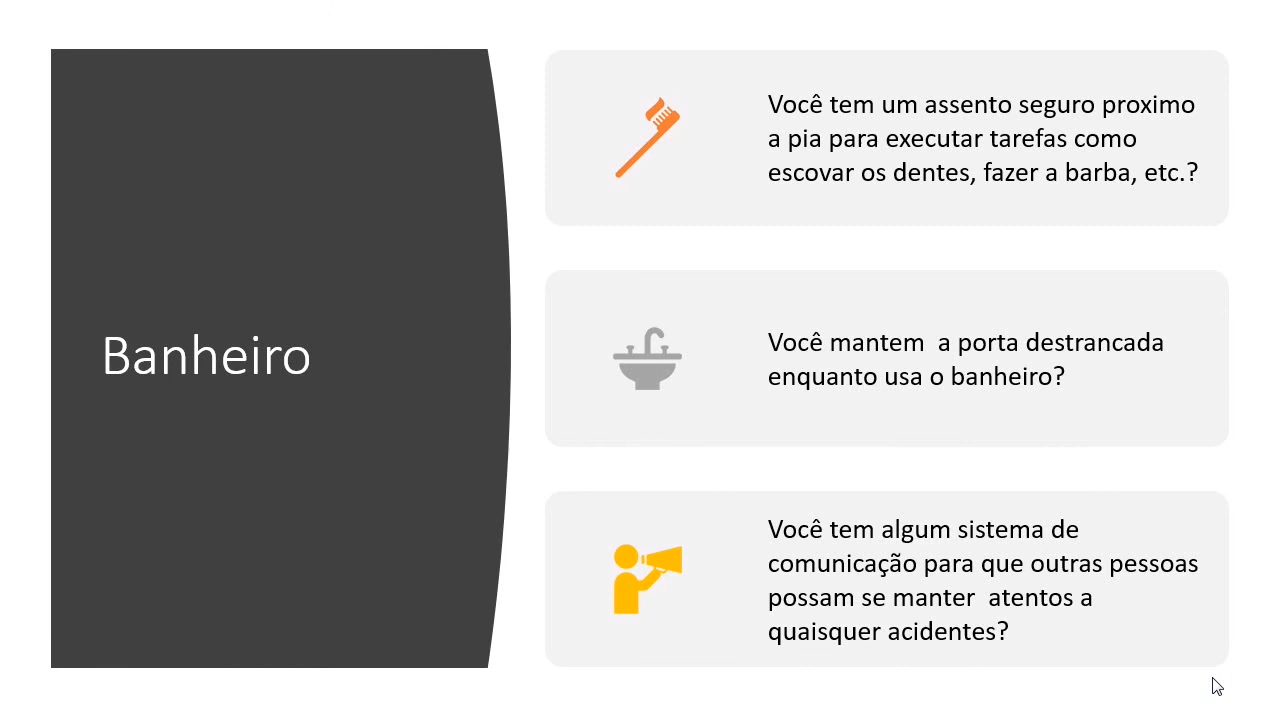 Banheiro
Você tem um assento seguro proximo
a pia para executar tarefas como
escovar os dentes, fazer a barba, etc.?
Você mantem  a porta destrancada
enquanto usa o banheiro?
Você tem algum sistema de
comunicação para que outras pessoas
possam se manter  atentos a
quaisquer acidentes?